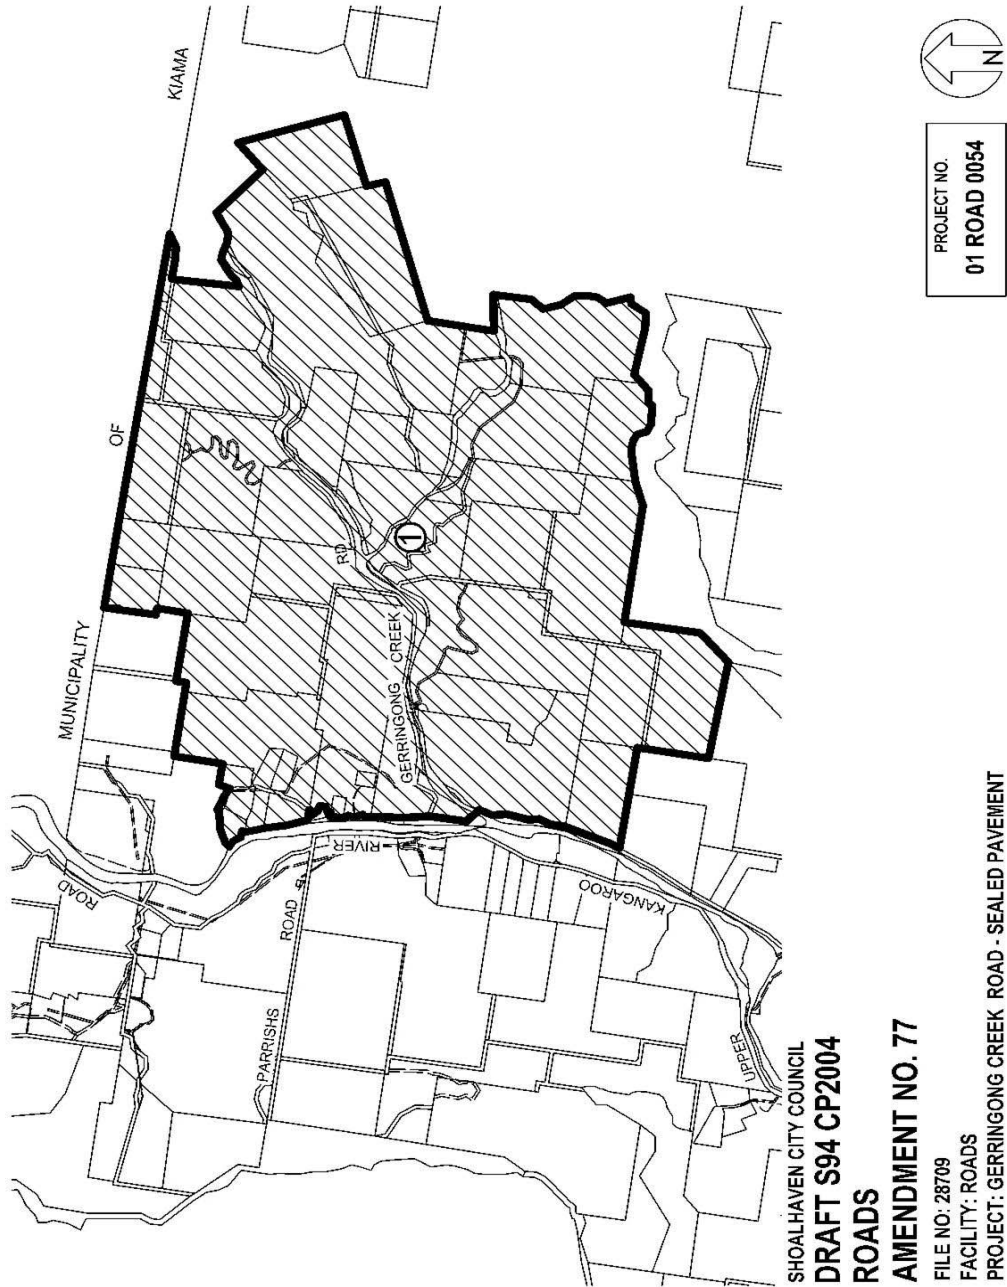 KIAMA
OF
MUNICIPALITY
ROAD
RIVER
ROAD
PARRISHS
KANGAROO
UPPER
GERRINGONG CREEK
RD
1
SHOALHAVEN CITY COUNCIL
DRAFT S94 CP2004
ROADS
AMENDMENT NO. 77
FILE NO: 28709
FACILITY: ROADS
PROJECT: GERRINGONG CREEK ROAD - SEALED PAVEMENT
PROJECT NO.
01 ROAD 0054
N